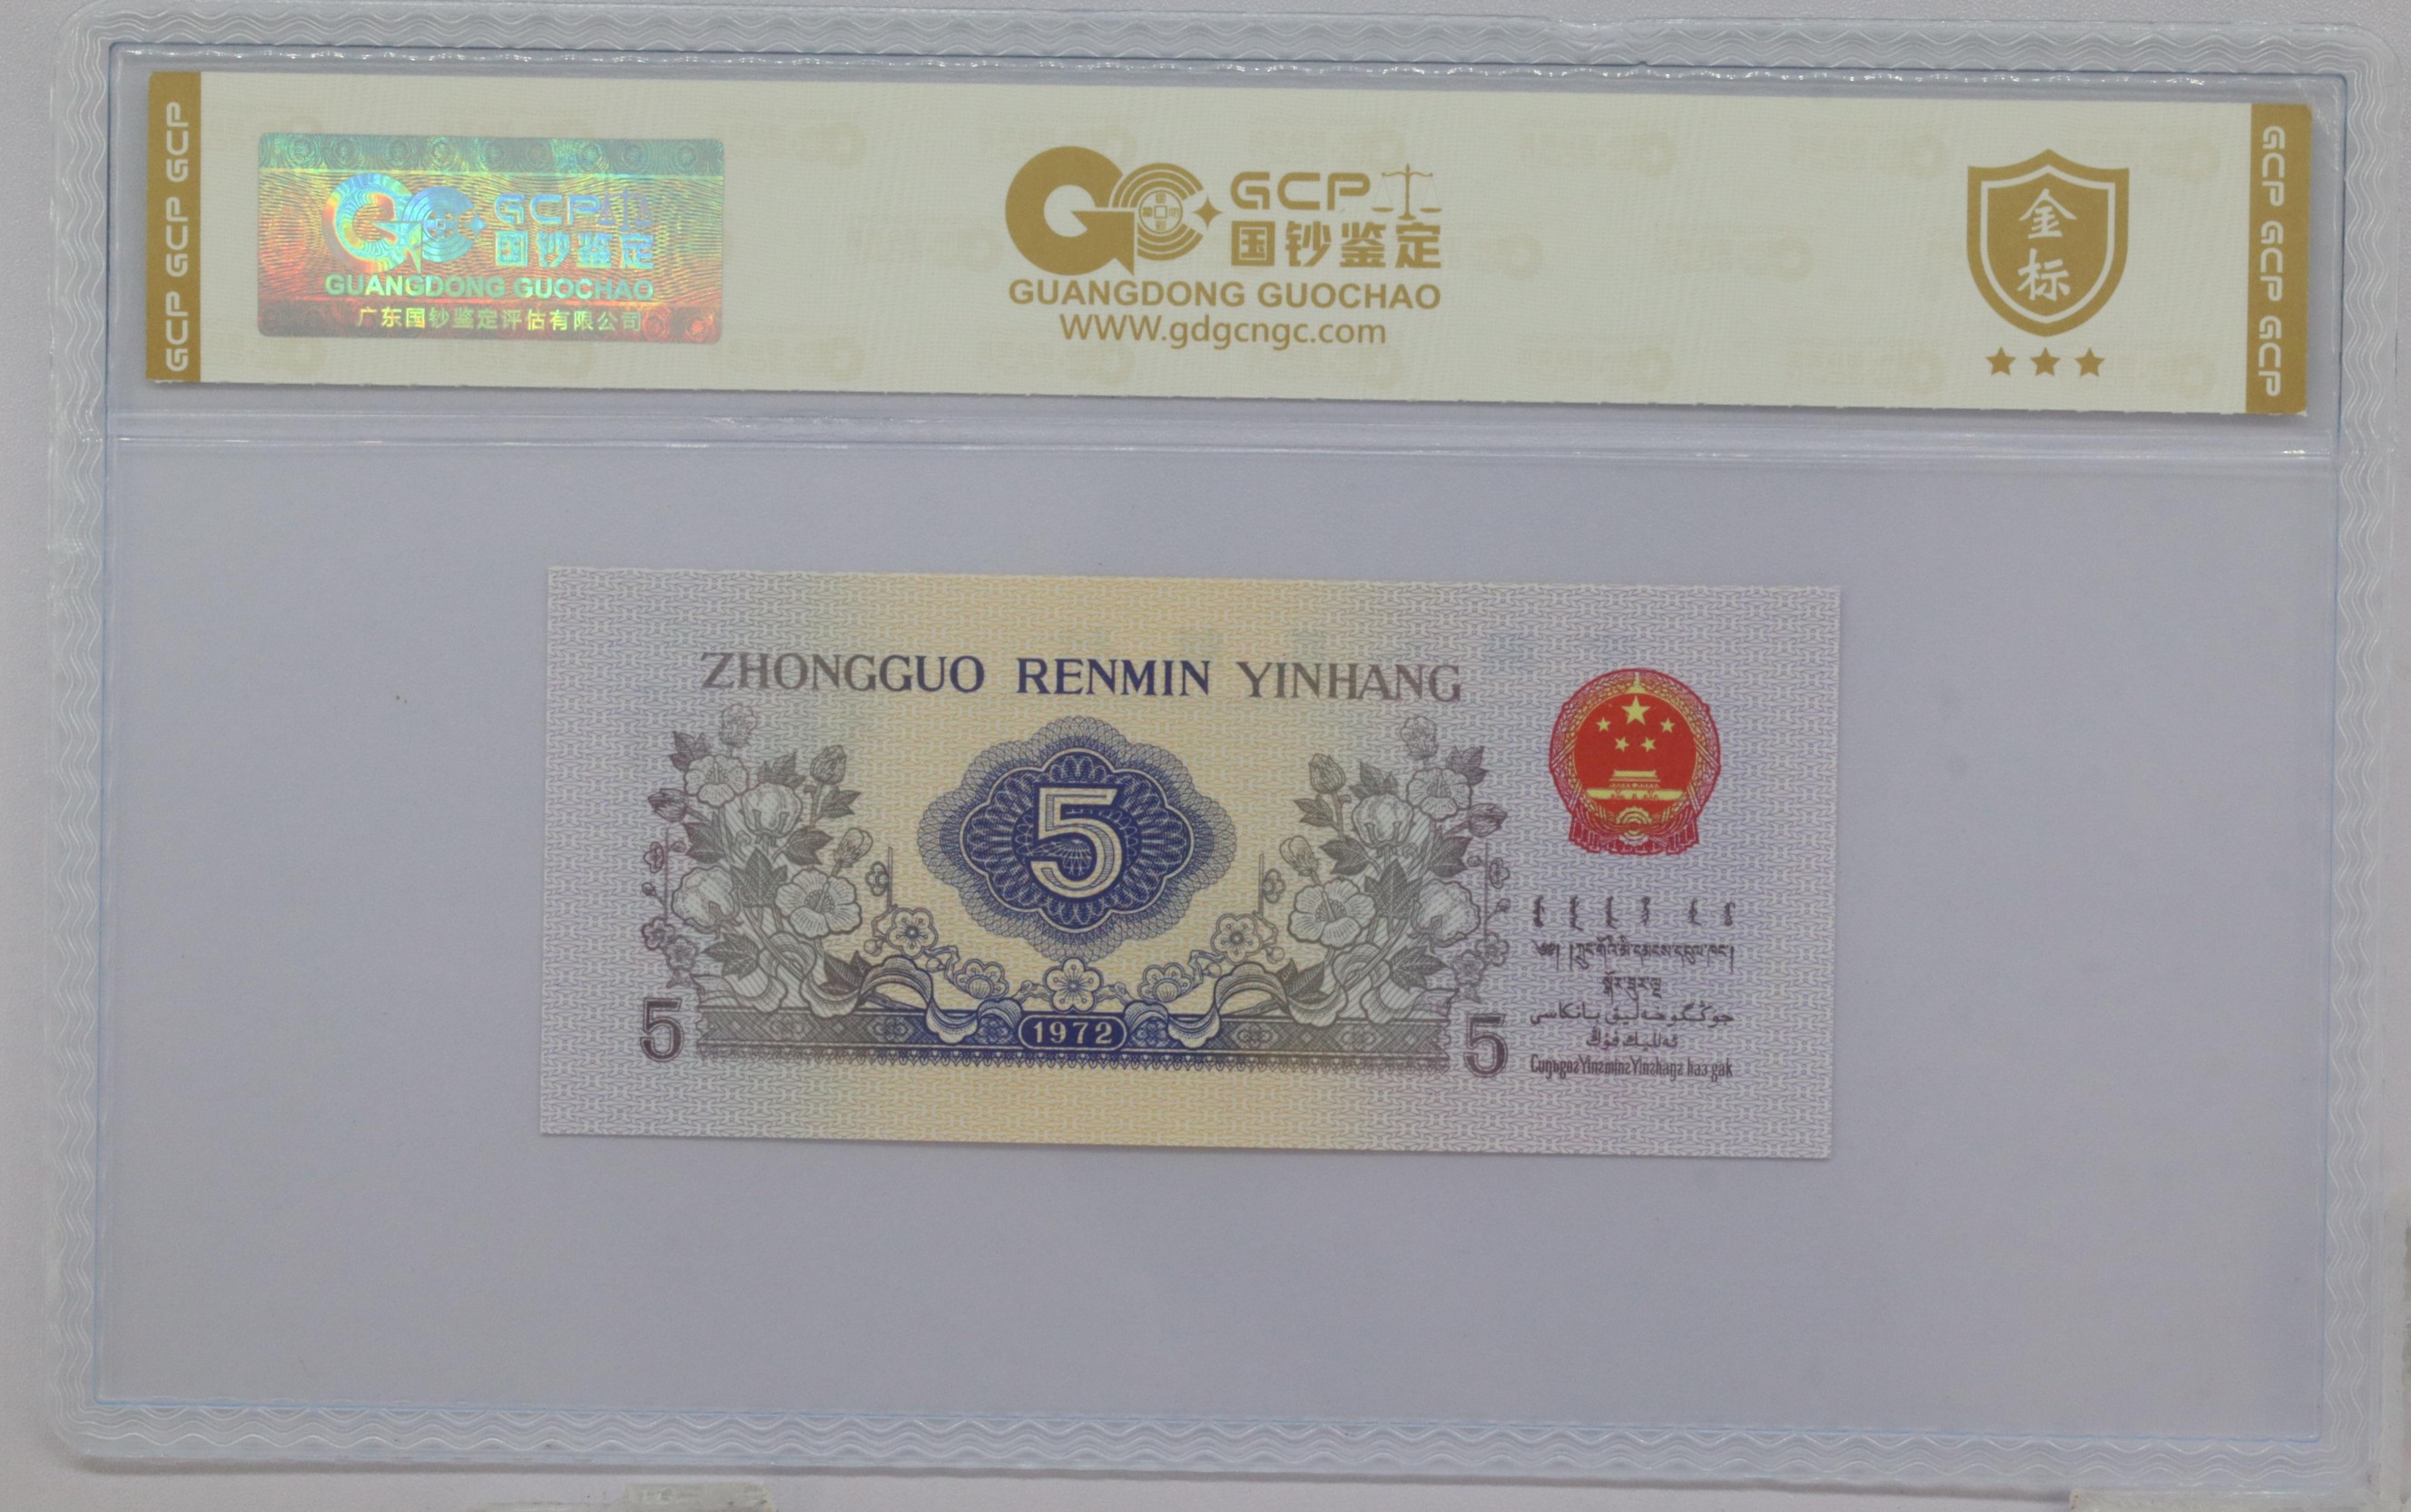 GCP GCP GCP
GCP
国钞鉴定
GUANGDONG GUOCHAO
广东国钞鉴定评估有限公司
GCP
国钞鉴定
GUANGDONG GUOCHAO
WWW.gdgcngc.com
金
标
GCP GCP GCP
ZHONGGUO RENMIN YINHANG
5
1972
5
5